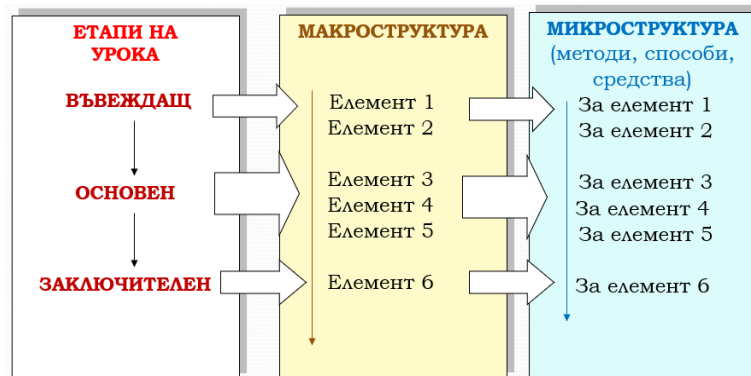 ЕТАПИ НА
УРОКА
ВЪВЕЖДАЩ
ОСНОВЕН
ЗАКЛЮЧИТЕЛЕН
МАКРОСТРУКТУРА
Елемент 1
Елемент 2
Елемент 3
Елемент 4
Елемент 5
Елемент 6
МИКРОСТРУКТУРА
(методи, способи,
средства)
За елемент 1
За елемент 2
За елемент 3
За елемент 4
За елемент 5
За елемент 6